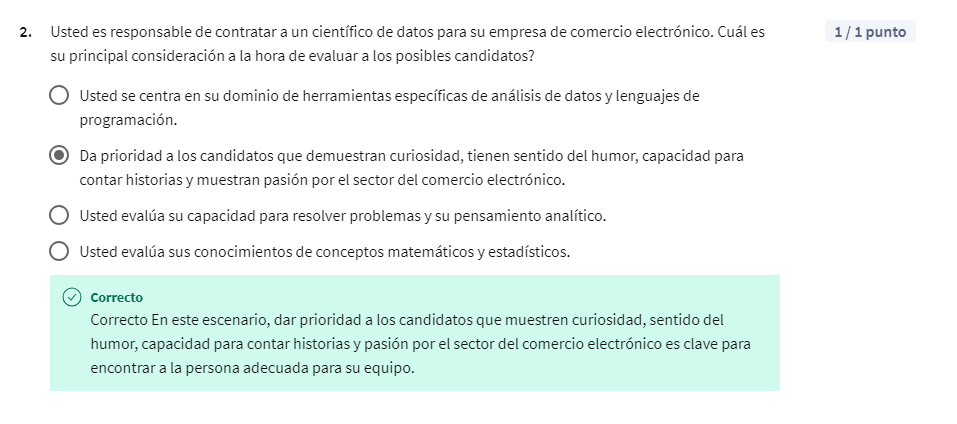 2. Usted es responsable de contratar a un científico de datos para su empresa de comercio electrónico. Cuál es 1 / 1 punto
su principal consideración a la hora de evaluar a los posibles candidatos?
Usted se centra en su dominio de herramientas específicas de análisis de datos y lenguajes de
programación.
Da prioridad a los candidatos que demuestran curiosidad, tienen sentido del humor, capacidad para
contar historias y muestran pasión por el sector del comercio electrónico.
Usted evalúa su capacidad para resolver problemas y su pensamiento analítico.
Usted evalúa sus conocimientos de conceptos matemáticos y estadísticos.
Correcto
Correcto En este escenario, dar prioridad a los candidatos que muestren curiosidad, sentido del
humor, capacidad para contar historias y pasión por el sector del comercio electrónico es clave para
encontrar a la persona adecuada para su equipo.